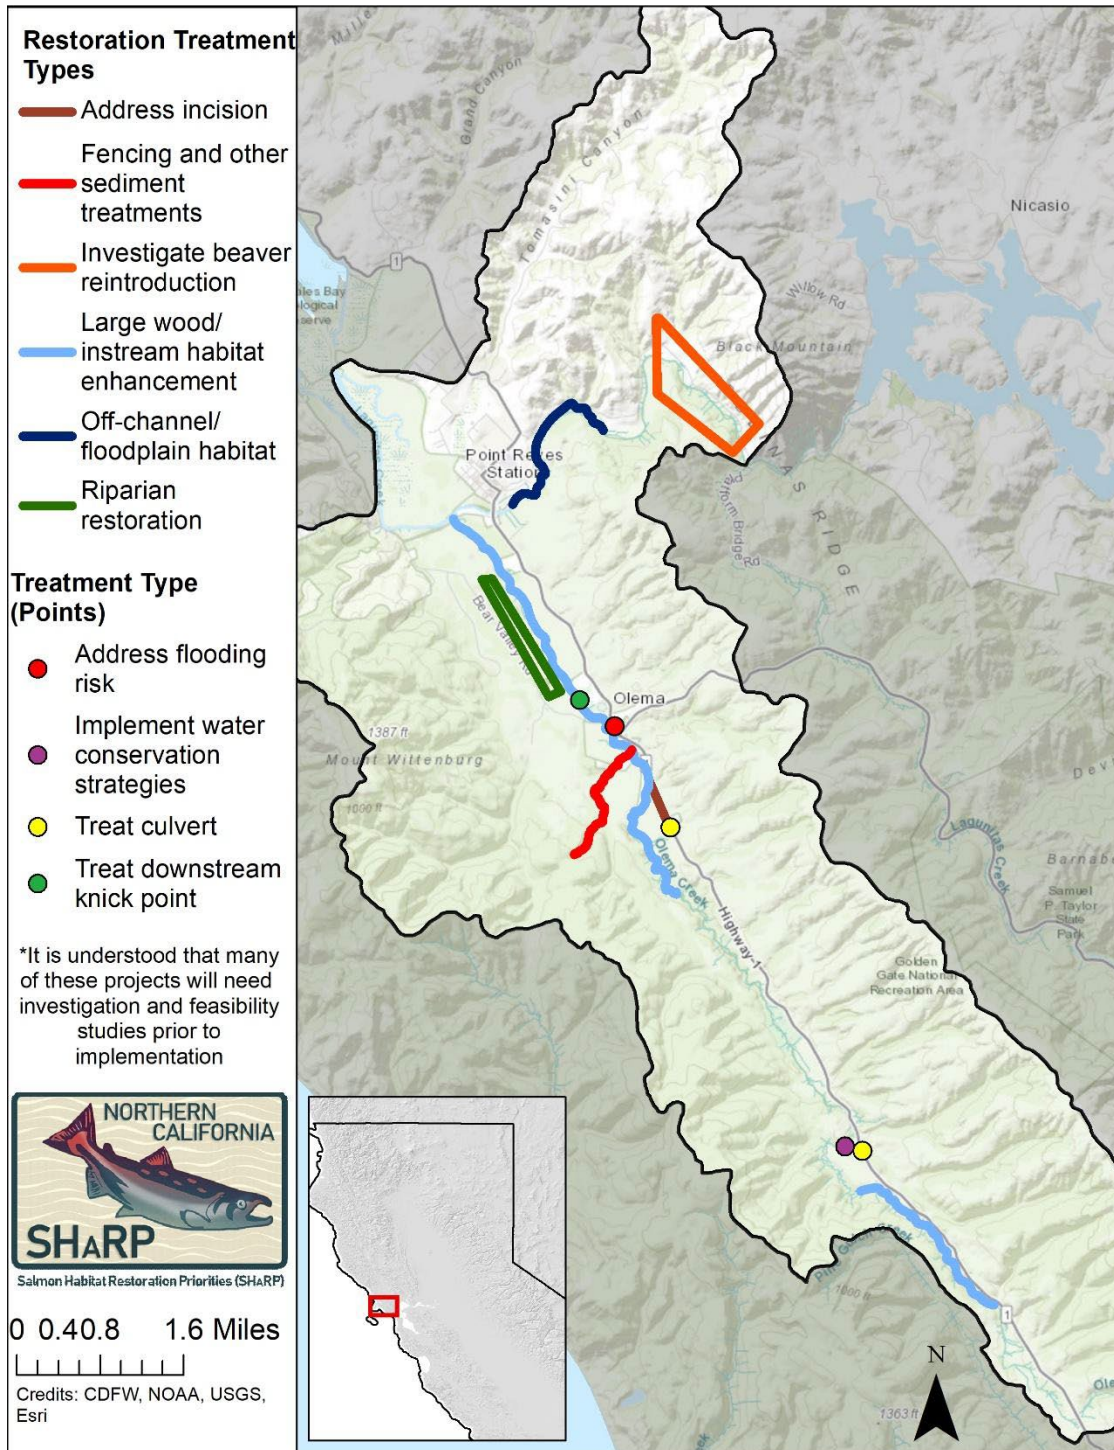 Restoration Treatment
Types
Address incision
Fencing and other
sediment
treatments
Investigate beaver
reintroduction
Large wood/
instream habitat
enhancement
Off-channel/
floodplain habitat
Riparian
restoration
Treatment Type
(Points)
Address flooding
risk
Implement water
conservation
strategies
Treat culvert
Treat downstream
knick point
*It is understood that many
of these projects will need
investigation and feasibility
studies prior to
implementation
NORTHERN
CALIFORNIA
SHaRP
Salmon Habitat Restoration Priorities (SHaRP)
0 0.40.8 1.6 Miles
Credits: CDFW, NOAA, USGS,
Esri
Grand Canyon
Tomasini Canyon
Nicasio
1
ales Bay
ological
serve
Willow Rd
Black Mountain
Point Reyes
Station
Bridge
Rd
RIDGE
Bear Valley Rd
Olema
1387 ft
Mount Wittenburg
Olema
Creek
Highway-1
Lagunitas
Creek
Samuel
P. Taylor
State
Park
Golden
Gate National
Recreation Area
Creek
1
N
1363 ft